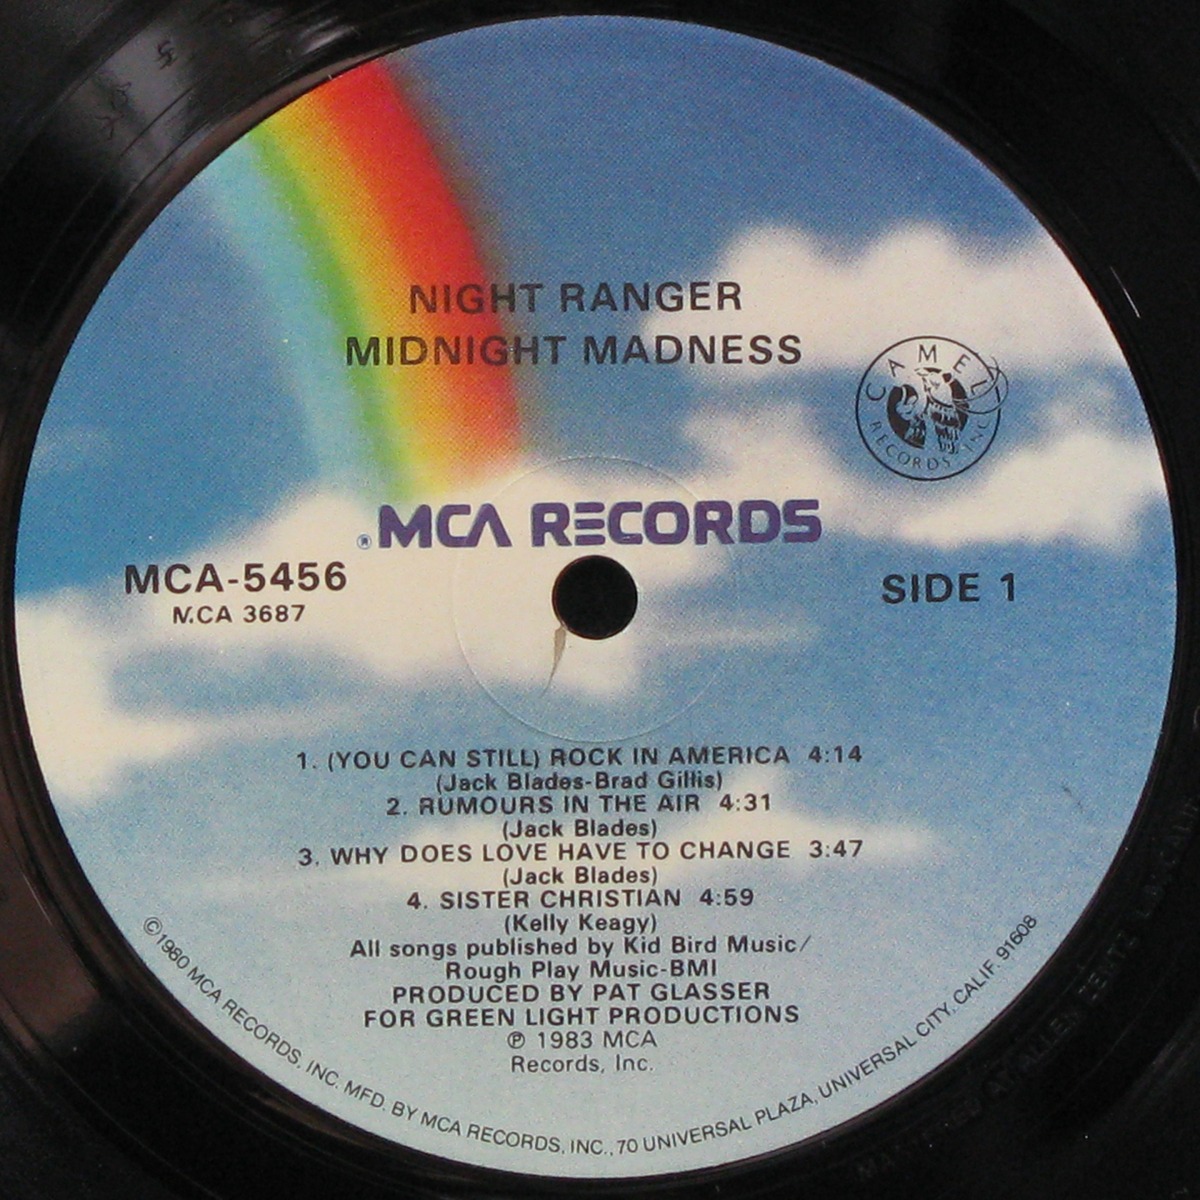 NIGHT RANGER
MIDNIGHT MADNESS
CAMEL
RECORDS, INC.
® MCA RECORDS
MCA-5456
MCA 3687
SIDE 1
1. (YOU CAN STILL) ROCK IN AMERICA 4:14
(Jack Blades-Brad Gillis)
2. RUMOURS IN THE AIR 4:31
(Jack Blades)
3. WHY DOES LOVE HAVE TO CHANGE 3:47
(Jack Blades)
4. SISTER CHRISTIAN 4:59
(Kelly Keagy)
All songs published by Kid Bird Music/
Rough Play Music-BMI
PRODUCED BY PAT GLASSER
FOR GREEN LIGHT PRODUCTIONS
℗ 1983 MCA
Records, Inc.
©1980 MCA RECORDS, INC. MFD. BY MCA RECORDS, INC., 70 UNIVERSAL PLAZA, UNIVERSAL CITY, CALIF. 91608